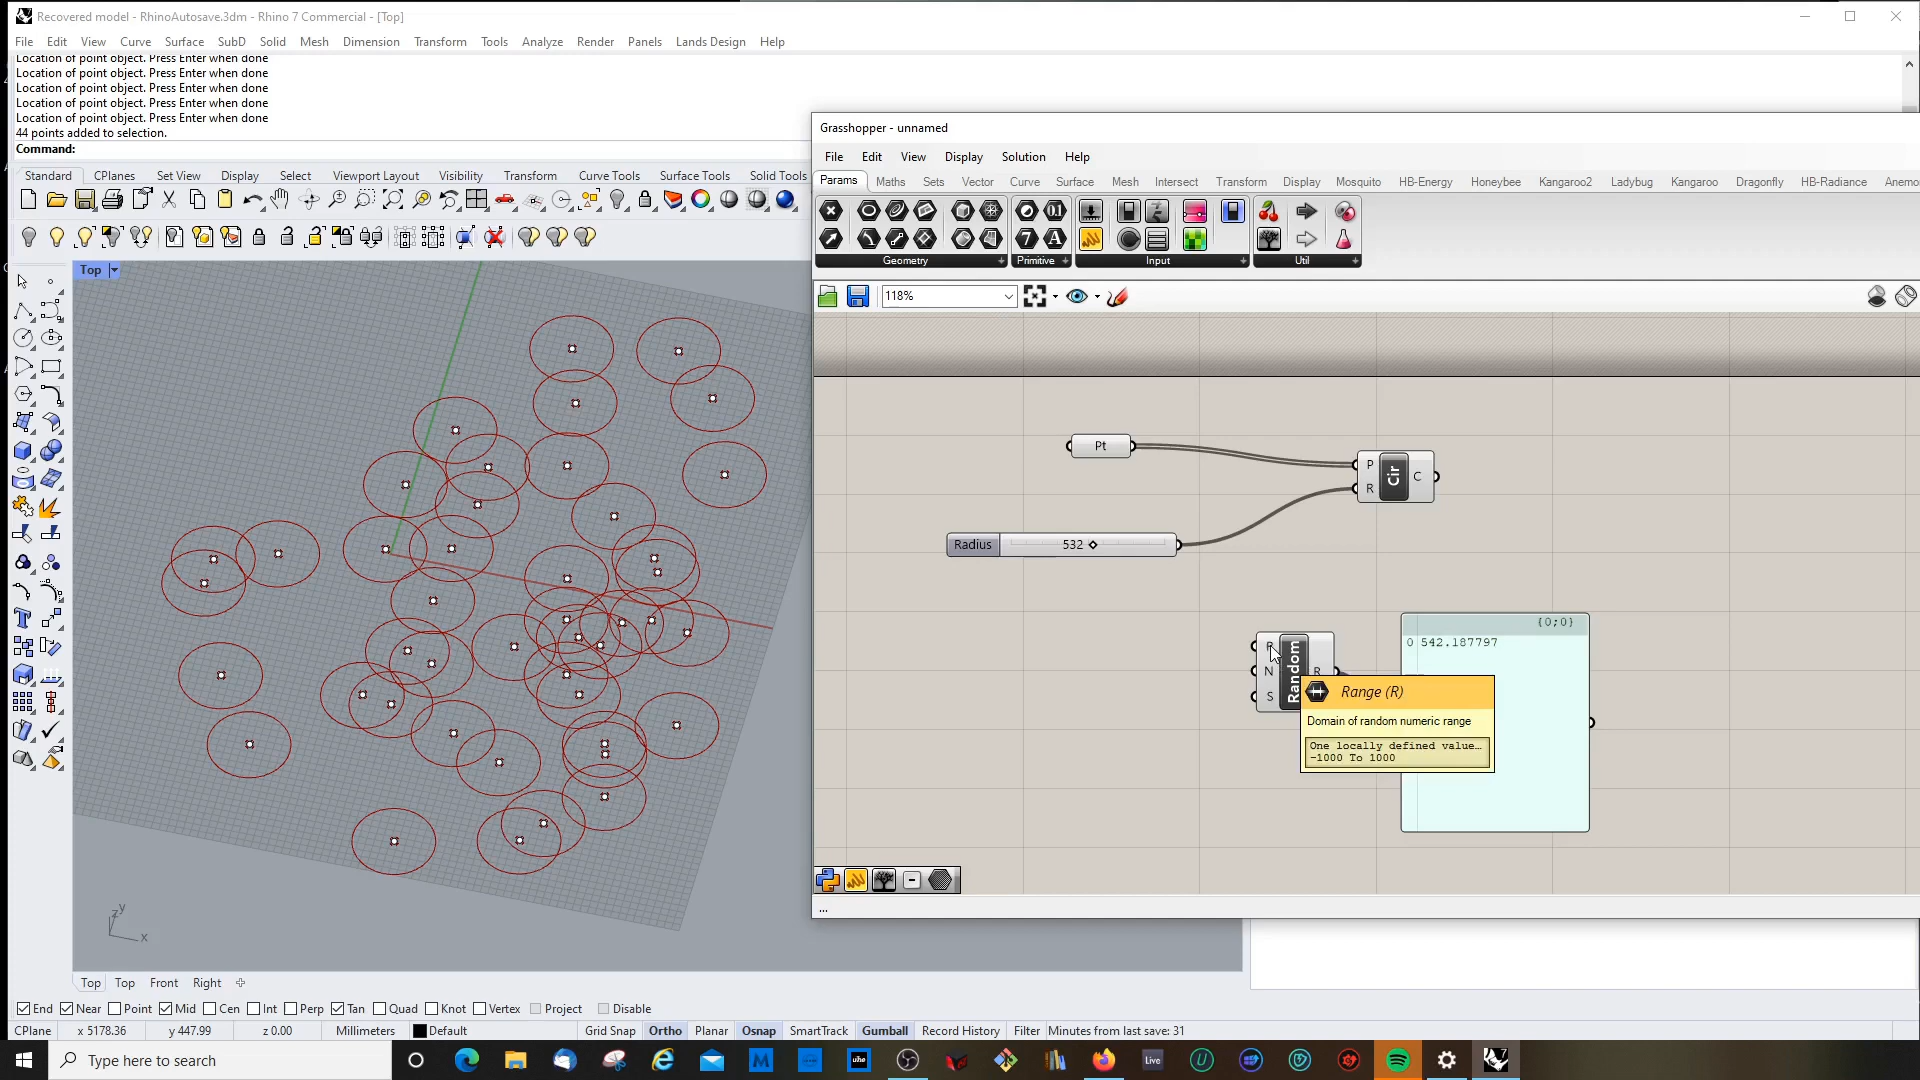 Recovered model - RhinoAutosave.3dm - Rhino 7 Commercial - [Top]
File Edit View Curve Surface SubD Solid Mesh Dimension Transform Tools Analyze Render Panels Lands Design Help
Location of point object. Press Enter when done
Location of point object. Press Enter when done
Location of point object. Press Enter when done
Location of point object. Press Enter when done
Location of point object. Press Enter when done
44 points added to selection.
Command:
Standard CPlanes Set View Display Select Viewport Layout Visibility Transform Curve Tools Surface Tools Solid Tools
Top
Grasshopper - unnamed
File Edit View Display Solution Help
Params Maths Sets Vector Curve Surface Mesh Intersect Transform Display Mosquito HB-Energy Honeybee Kangaroo2 Ladybug Kangaroo Dragonfly HB-Radiance Anemo
Geometry Primitive Input Util
118%
Pt
P
R
Cir
C
Radius 532
N
S
Random
R
{0;0}
0 542.187797
Range (R)
Domain of random numeric range
One locally defined value...
-1000 To 1000
...
z y
x
Top Top Front Right
End Near Point Mid Cen Int Perp Tan Quad Knot Vertex Project Disable
CPlane x 5178.36 y 447.99 z 0.00 Millimeters Default Grid Snap Ortho Planar Osnap SmartTrack Gumball Record History Filter Minutes from last save: 31
Type here to search
uhe
Live